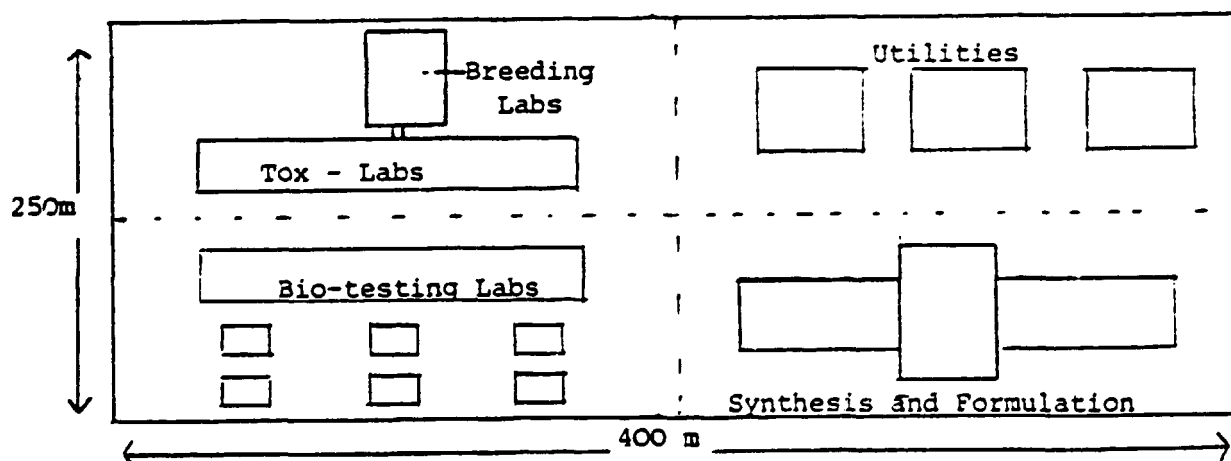 Utilities
Breeding
Labs
Tox - Labs
250m
Bio-testing Labs
Synthesis and Formulation
400 m